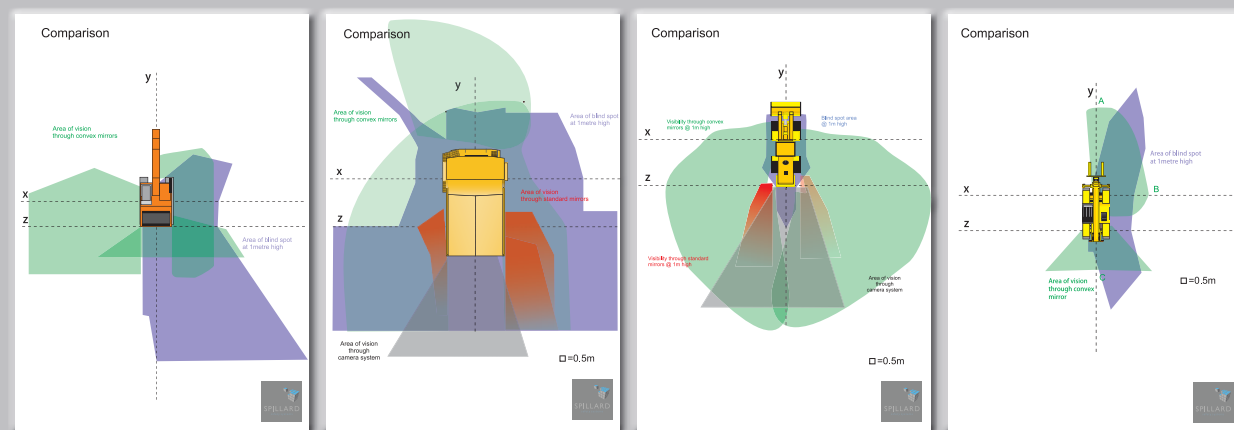 Comparison
y
Area of vision
through convex mirrors
x
z
Area of blind spot
at 1metre high
SPILLARD
Comparison
y
Area of vision
through convex mirrors
Area of blind spot
at 1metre high
x
Area of vision
through standard mirrors
z
Area of vision
through
camera system
=0.5m
SPILLARD
Comparison
y
Visibility through convex
mirrors @ 1m high
Blind spot area
@ 1m high
x
z
Visibility through standard
mirrors @ 1m high
Area of vision
through
camera system
=0.5m
SPILLARD
Comparison
y
A
Area of blind spot
at 1metre high
x
B
z
C
Area of vision
through convex
mirror
=0.5m
SPILLARD